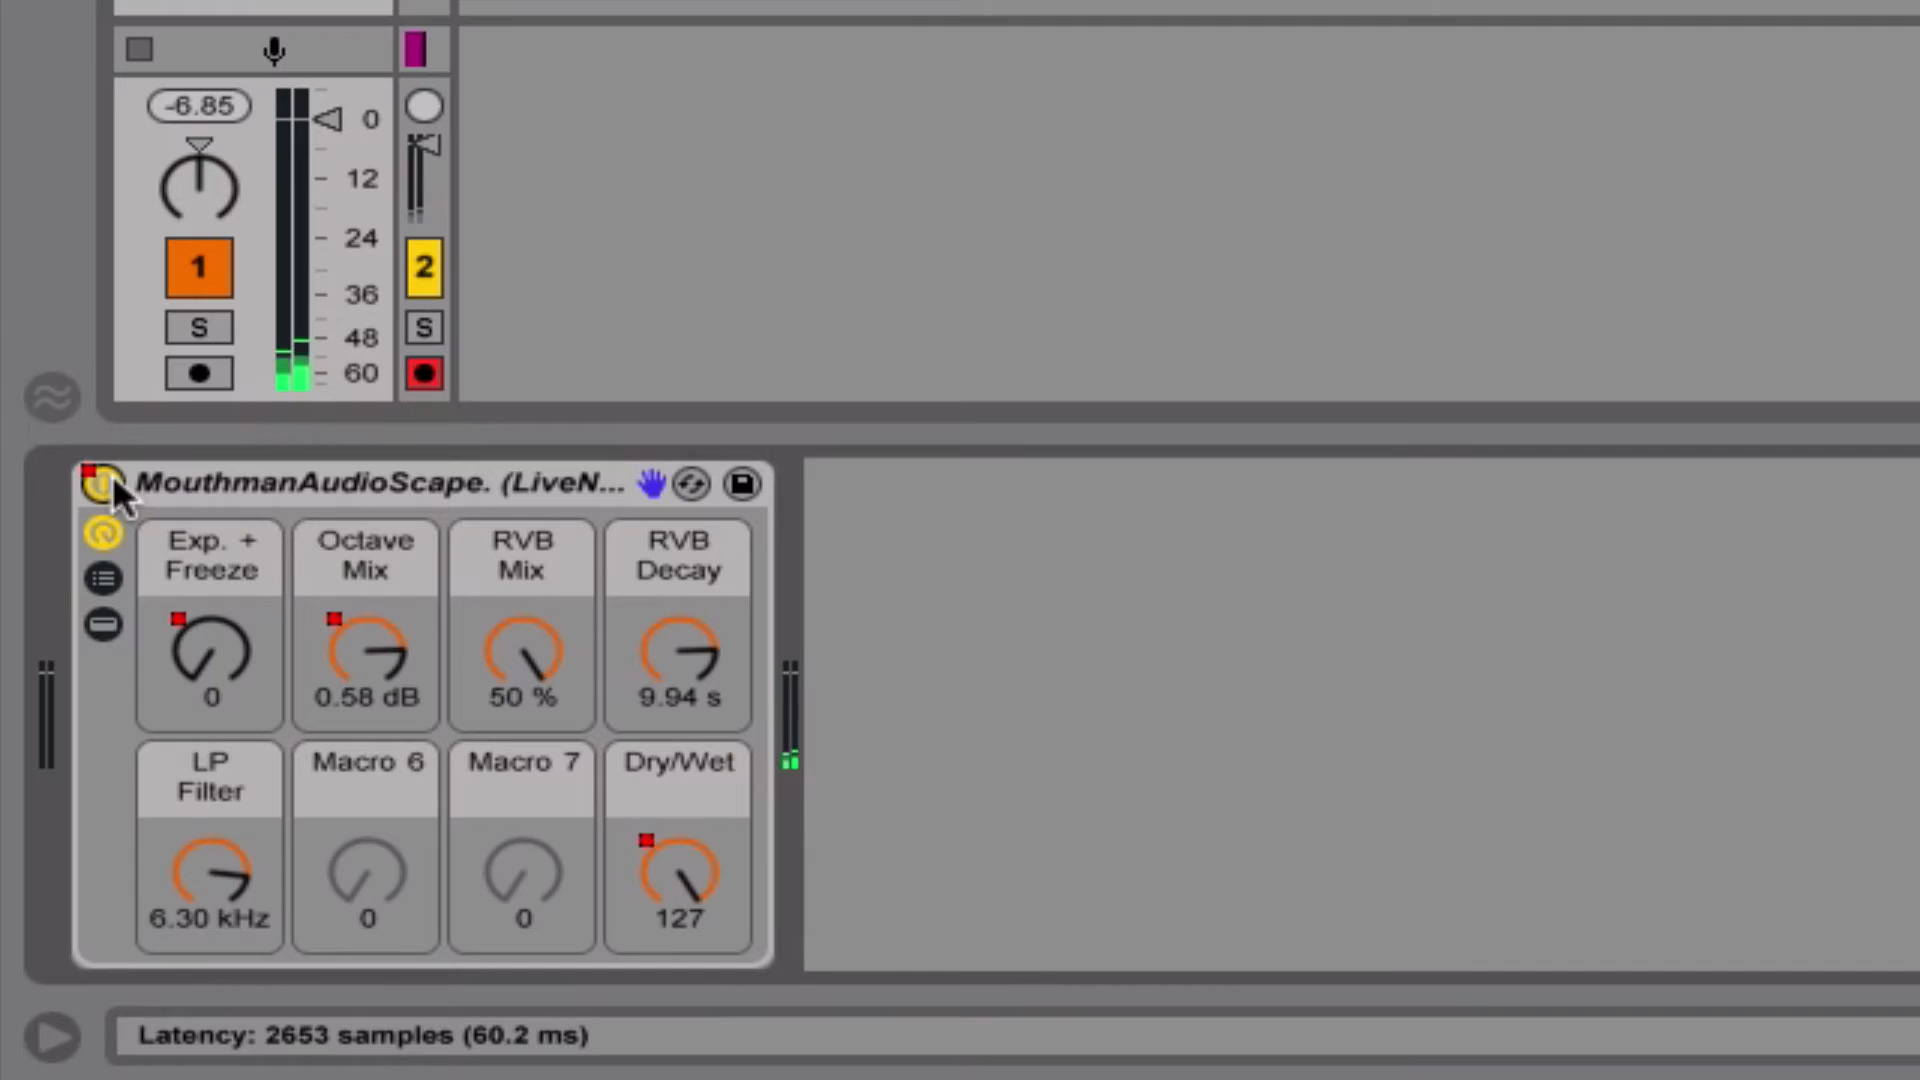 -6.85
0
12
24
36
48
60
1
2
S
S
MouthmanAudioScape. (LiveN...
Exp. +
Freeze
Octave
Mix
RVB
Mix
RVB
Decay
0
0.58 dB
50 %
9.94 s
LP
Filter
Macro 6
Macro 7
Dry/Wet
6.30 kHz
0
0
127
Latency: 2653 samples (60.2 ms)